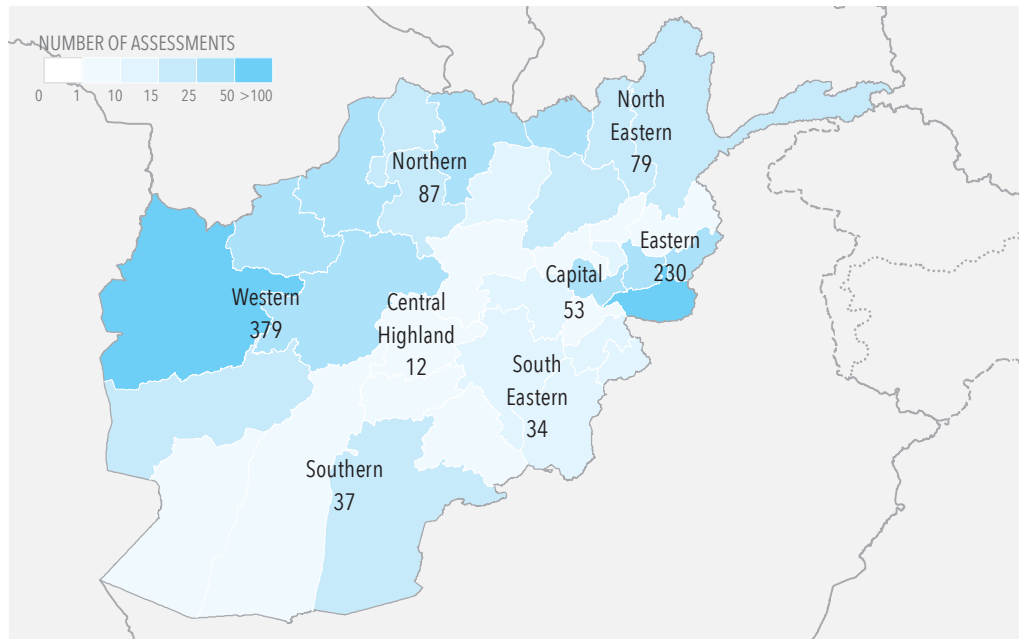 NUMBER OF ASSESSMENTS
0 1 10 15 25 50 >100
North
Eastern
79
Northern
87
Eastern
230
Capital
53
Western
379
Central
Highland
12
South
Eastern
34
Southern
37